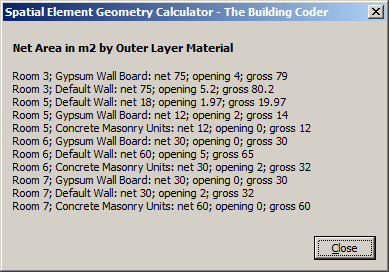 Spatial Element Geometry Calculator - The Building Coder
Net Area in m2 by Outer Layer Material
Room 3; Gypsum Wall Board: net 75; opening 4; gross 79
Room 3; Default Wall: net 75; opening 5.2; gross 80.2
Room 5; Default Wall: net 18; opening 1.97; gross 19.97
Room 5; Gypsum Wall Board: net 12; opening 2; gross 14
Room 5; Concrete Masonry Units: net 12; opening 0; gross 12
Room 6; Gypsum Wall Board: net 30; opening 0; gross 30
Room 6; Default Wall: net 60; opening 5; gross 65
Room 6; Concrete Masonry Units: net 30; opening 2; gross 32
Room 7; Gypsum Wall Board: net 30; opening 0; gross 30
Room 7; Default Wall: net 30; opening 2; gross 32
Room 7; Concrete Masonry Units: net 60; opening 0; gross 60
Close